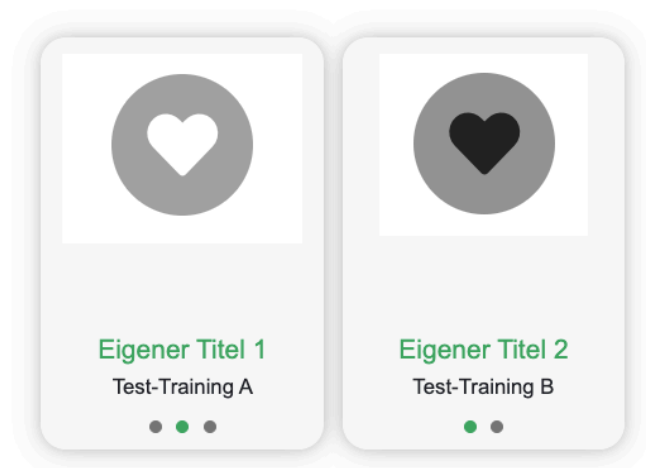 Eigener Titel 1
Test-Training A
Eigener Titel 2
Test-Training B